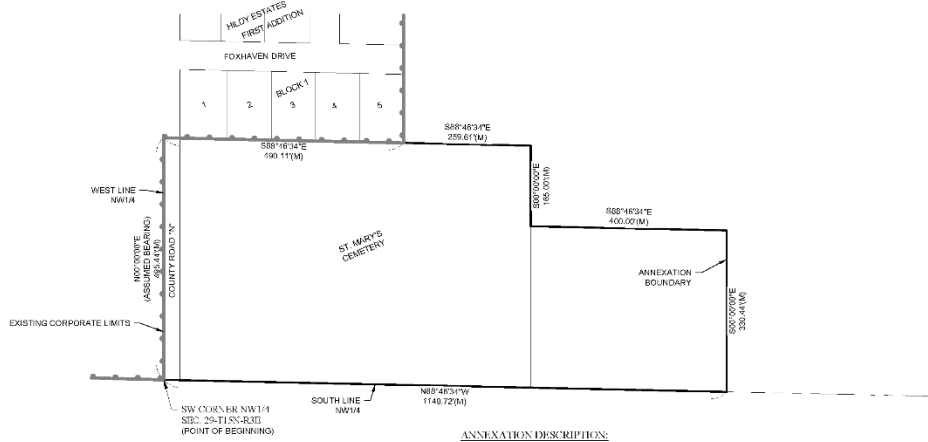 HILDY ESTATES
FIRST ADDITION
FOXHAVEN DRIVE
BLOCK 1
1
2
3
4
5
S88°46'34"E
490.11'(M)
S88°46'34"E
259.61'(M)
S00°00'00"E
165.00'(M)
S88°46'34"E
400.00'(M)
WEST LINE
NW1/4
N00°00'00"E
(ASSUMED BEARING)
495.44'(M)
COUNTY ROAD "N"
ST. MARY'S
CEMETERY
ANNEXATION
BOUNDARY
S00°00'00"E
330.44'(M)
EXISTING CORPORATE LIMITS
N88°46'34"W
1149.72'(M)
SOUTH LINE
NW1/4
SW CORNER NW1/4
SEC. 29-T15N-R3E
(POINT OF BEGINNING)
ANNEXATION DESCRIPTION: